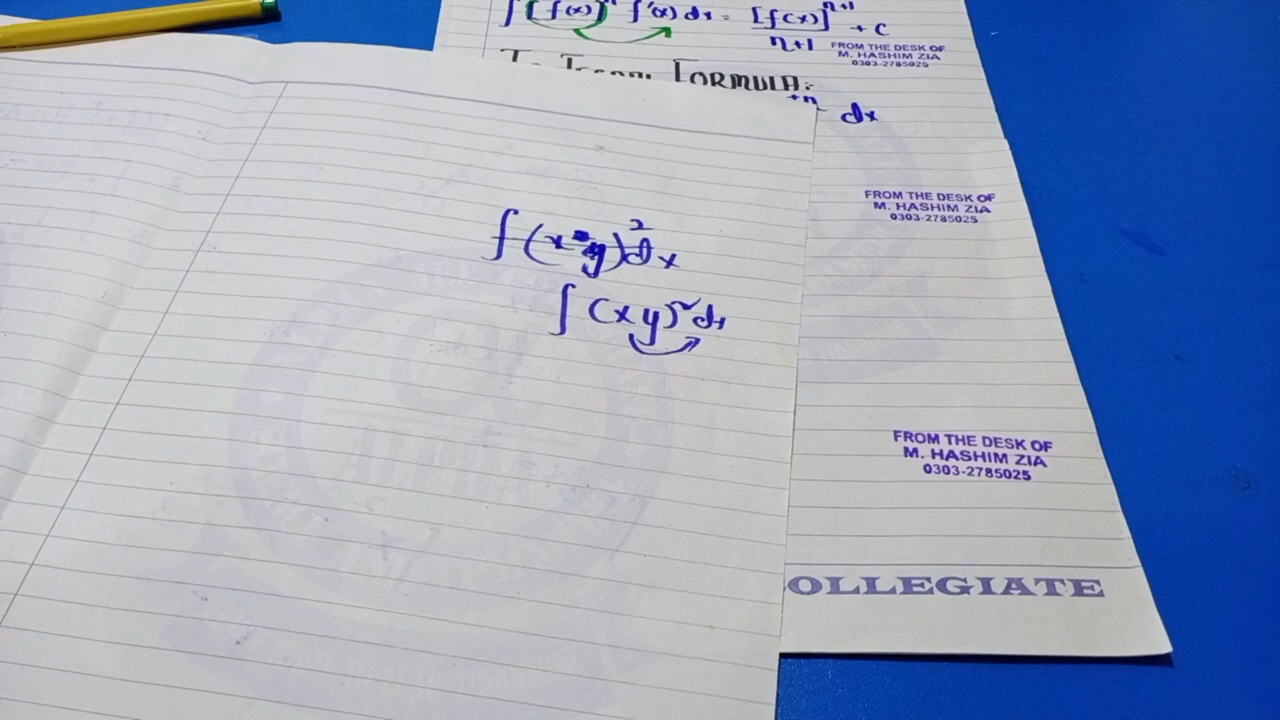 ∫ [f(x)]ⁿ f'(x) dx = [f(x)]ⁿ⁺¹ / n+1 + c
FROM THE DESK OF
M. HASHIM ZIA
0303-2785025
FORMULA:-
dx
FROM THE DESK OF
M. HASHIM ZIA
0303-2785025
∫(x y)² dx
∫(xy)² dx
FROM THE DESK OF
M. HASHIM ZIA
0303-2785025
OLLEGIATE